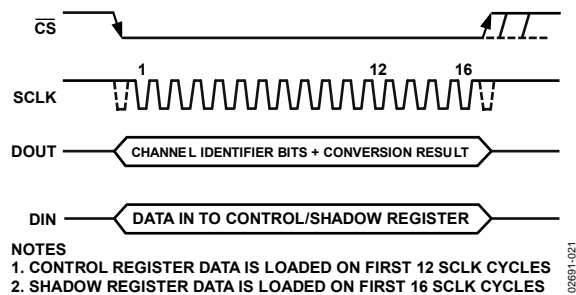 CS
1 12 16
SCLK
DOUT CHANNEL IDENTIFIER BITS + CONVERSION RESULT
DIN DATA IN TO CONTROL/SHADOW REGISTER
NOTES
1. CONTROL REGISTER DATA IS LOADED ON FIRST 12 SCLK CYCLES
2. SHADOW REGISTER DATA IS LOADED ON FIRST 16 SCLK CYCLES
02691-021